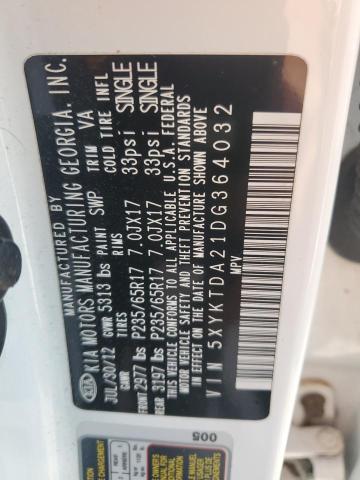 MANUFACTURED BY
KIA KIA MOTORS MANUFACTURING GEORGIA, INC.
JUL/30/12 GVWR 5313 lbs PAINT SWP TRIM VA
GAWR TIRES RIMS COLD TIRE INFL
FRONT 2977 lbs P235/65R17 7.0JX17 33psi SINGLE
REAR 3197 lbs P235/65R17 7.0JX17 33psi SINGLE
THIS VEHICLE CONFORMS TO ALL APPLICABLE U.S.A. FEDERAL
MOTOR VEHICLE SAFETY, BUMPER, AND THEFT PREVENTION STANDARDS
IN EFFECT ON THE DATE OF MANUFACTURE SHOWN ABOVE
VIN 5XYKTDA21DG364032
MPV
005